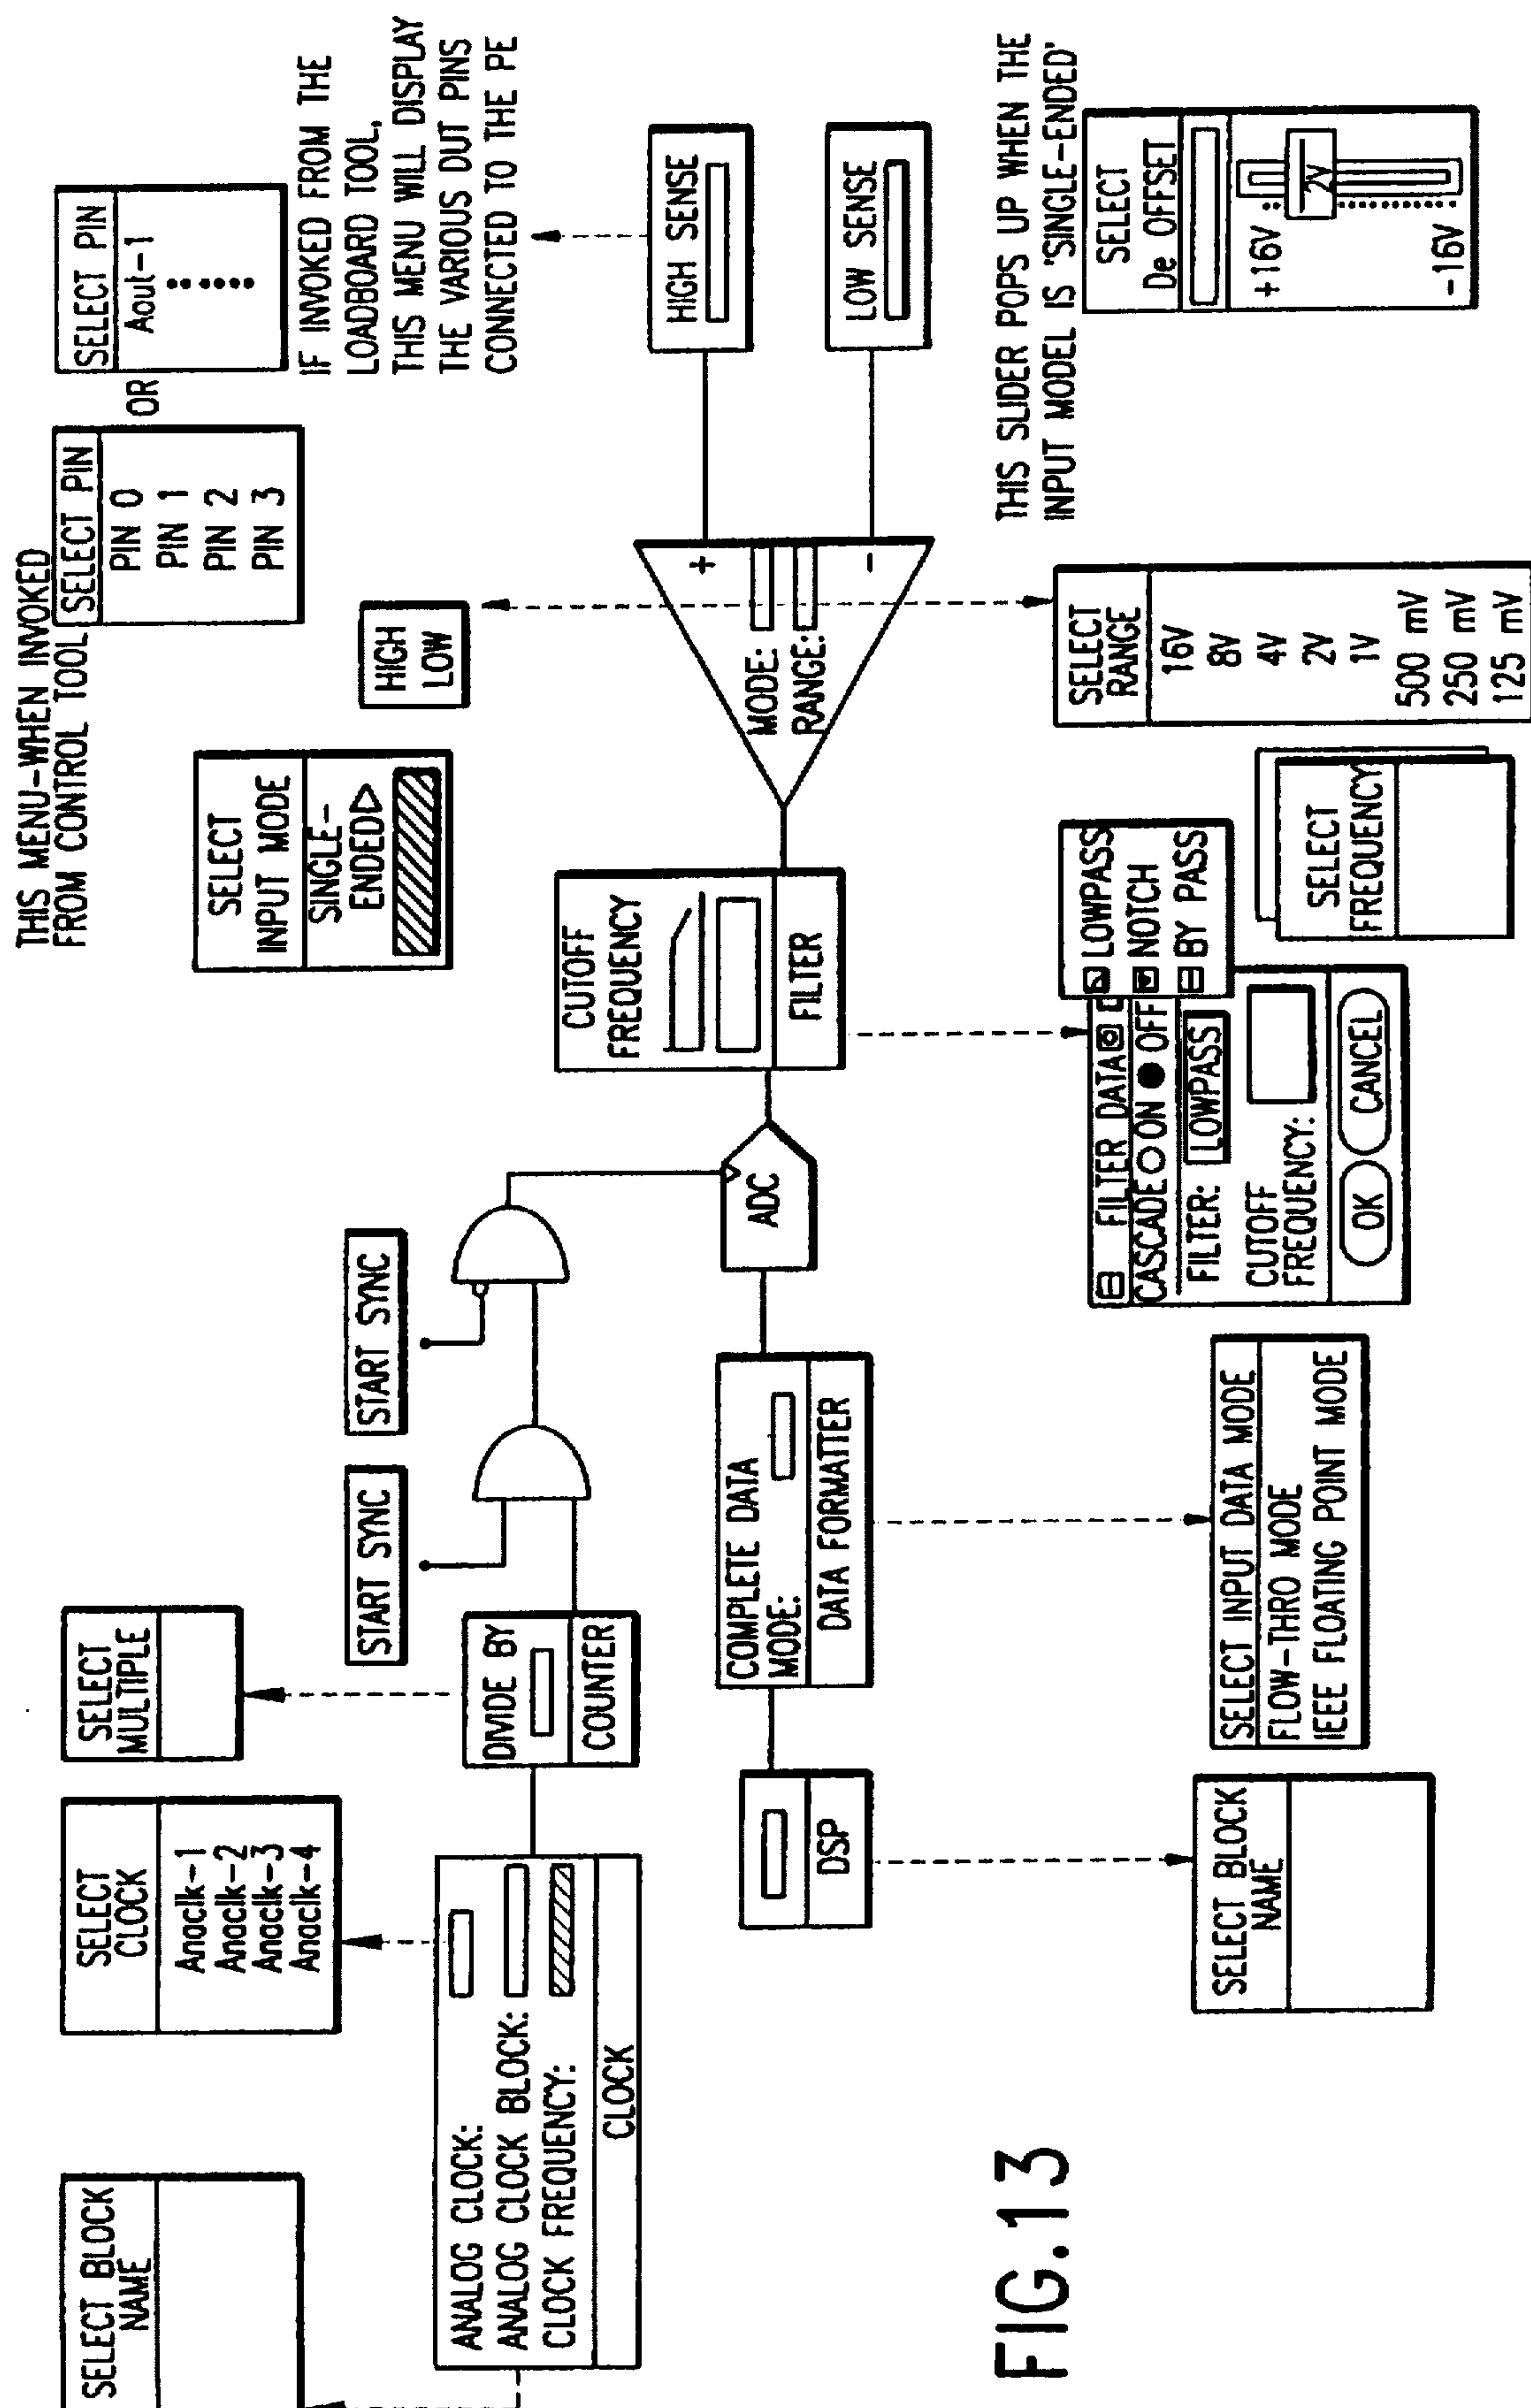 THIS MENU-WHEN INVOKED
FROM CONTROL TOOL
SELECT BLOCK
NAME
SELECT
CLOCK
Anaclk-1
Anaclk-2
Anaclk-3
Anaclk-4
SELECT
MULTIPLE
SELECT
INPUT MODE
SINGLE-
ENDED
SELECT PIN
PIN 0
PIN 1
PIN 2
PIN 3
OR
SELECT PIN
Aout-1
IF INVOKED FROM THE
LOADBOARD TOOL,
THIS MENU WILL DISPLAY
THE VARIOUS DUT PINS
CONNECTED TO THE PE
START SYNC
START SYNC
HIGH
LOW
ANALOG CLOCK:
ANALOG CLOCK BLOCK:
CLOCK FREQUENCY:
CLOCK
DIVIDE BY
COUNTER
CUTOFF
FREQUENCY
FILTER
MODE:
RANGE:
+
-
HIGH SENSE
LOW SENSE
DSP
COMPLETE DATA
MODE:
DATA FORMATTER
ADC
THIS SLIDER POPS UP WHEN THE
INPUT MODEL IS 'SINGLE-ENDED'
SELECT BLOCK
NAME
SELECT INPUT DATA MODE
FLOW-THRO MODE
IEEE FLOATING POINT MODE
FILTER DATA
CASCADE ON OFF
FILTER: LOWPASS
CUTOFF
FREQUENCY:
OK CANCEL
LOWPASS
NOTCH
BY PASS
SELECT
FREQUENCY
SELECT
RANGE
16V
8V
4V
2V
1V
500 mV
250 mV
125 mV
SELECT
De OFFSET
+16V
2V
-16V
FIG.13